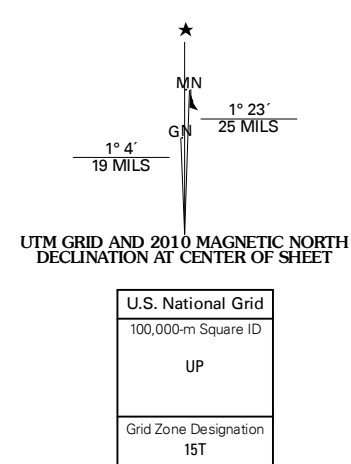 MN
1° 23´
25 MILS
GN
1° 4´
19 MILS
UTM GRID AND 2010 MAGNETIC NORTH
DECLINATION AT CENTER OF SHEET
U.S. National Grid
100,000-m Square ID
UP
Grid Zone Designation
15T